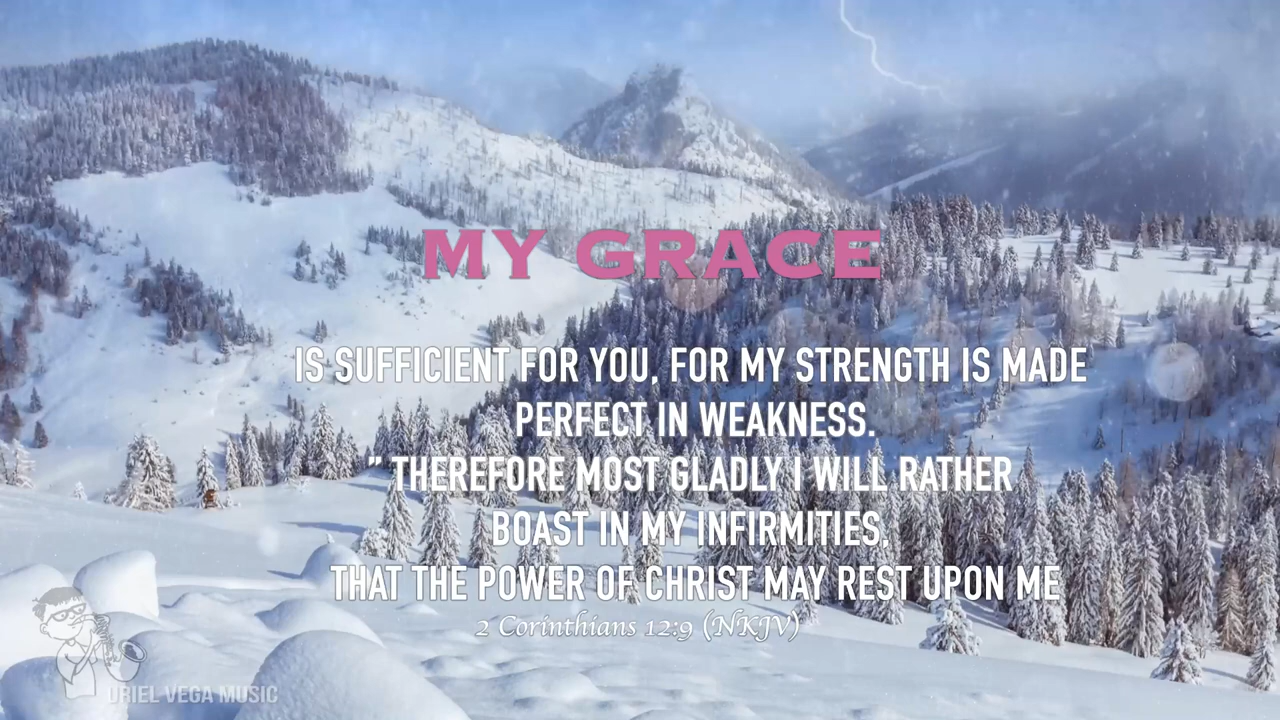 MY GRACE
IS SUFFICIENT FOR YOU, FOR MY STRENGTH IS MADE
PERFECT IN WEAKNESS.
” THEREFORE MOST GLADLY I WILL RATHER
BOAST IN MY INFIRMITIES,
THAT THE POWER OF CHRIST MAY REST UPON ME
2 Corinthians 12:9 (NKJV)
URIEL VEGA MUSIC